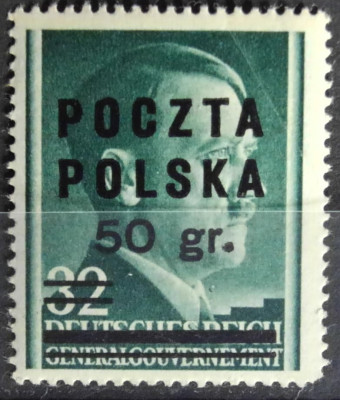 POCZTA
POLSKA
50 gr.
32
DEUTSCHES REICH
GENERALGOUVERNEMENT